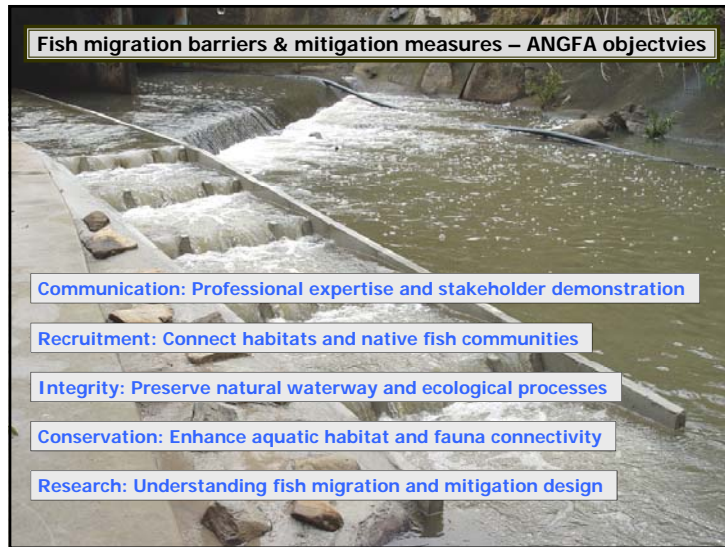 Fish migration barriers & mitigation measures – ANGFA objectvies
Communication: Professional expertise and stakeholder demonstration
Recruitment: Connect habitats and native fish communities
Integrity: Preserve natural waterway and ecological processes
Conservation: Enhance aquatic habitat and fauna connectivity
Research: Understanding fish migration and mitigation design